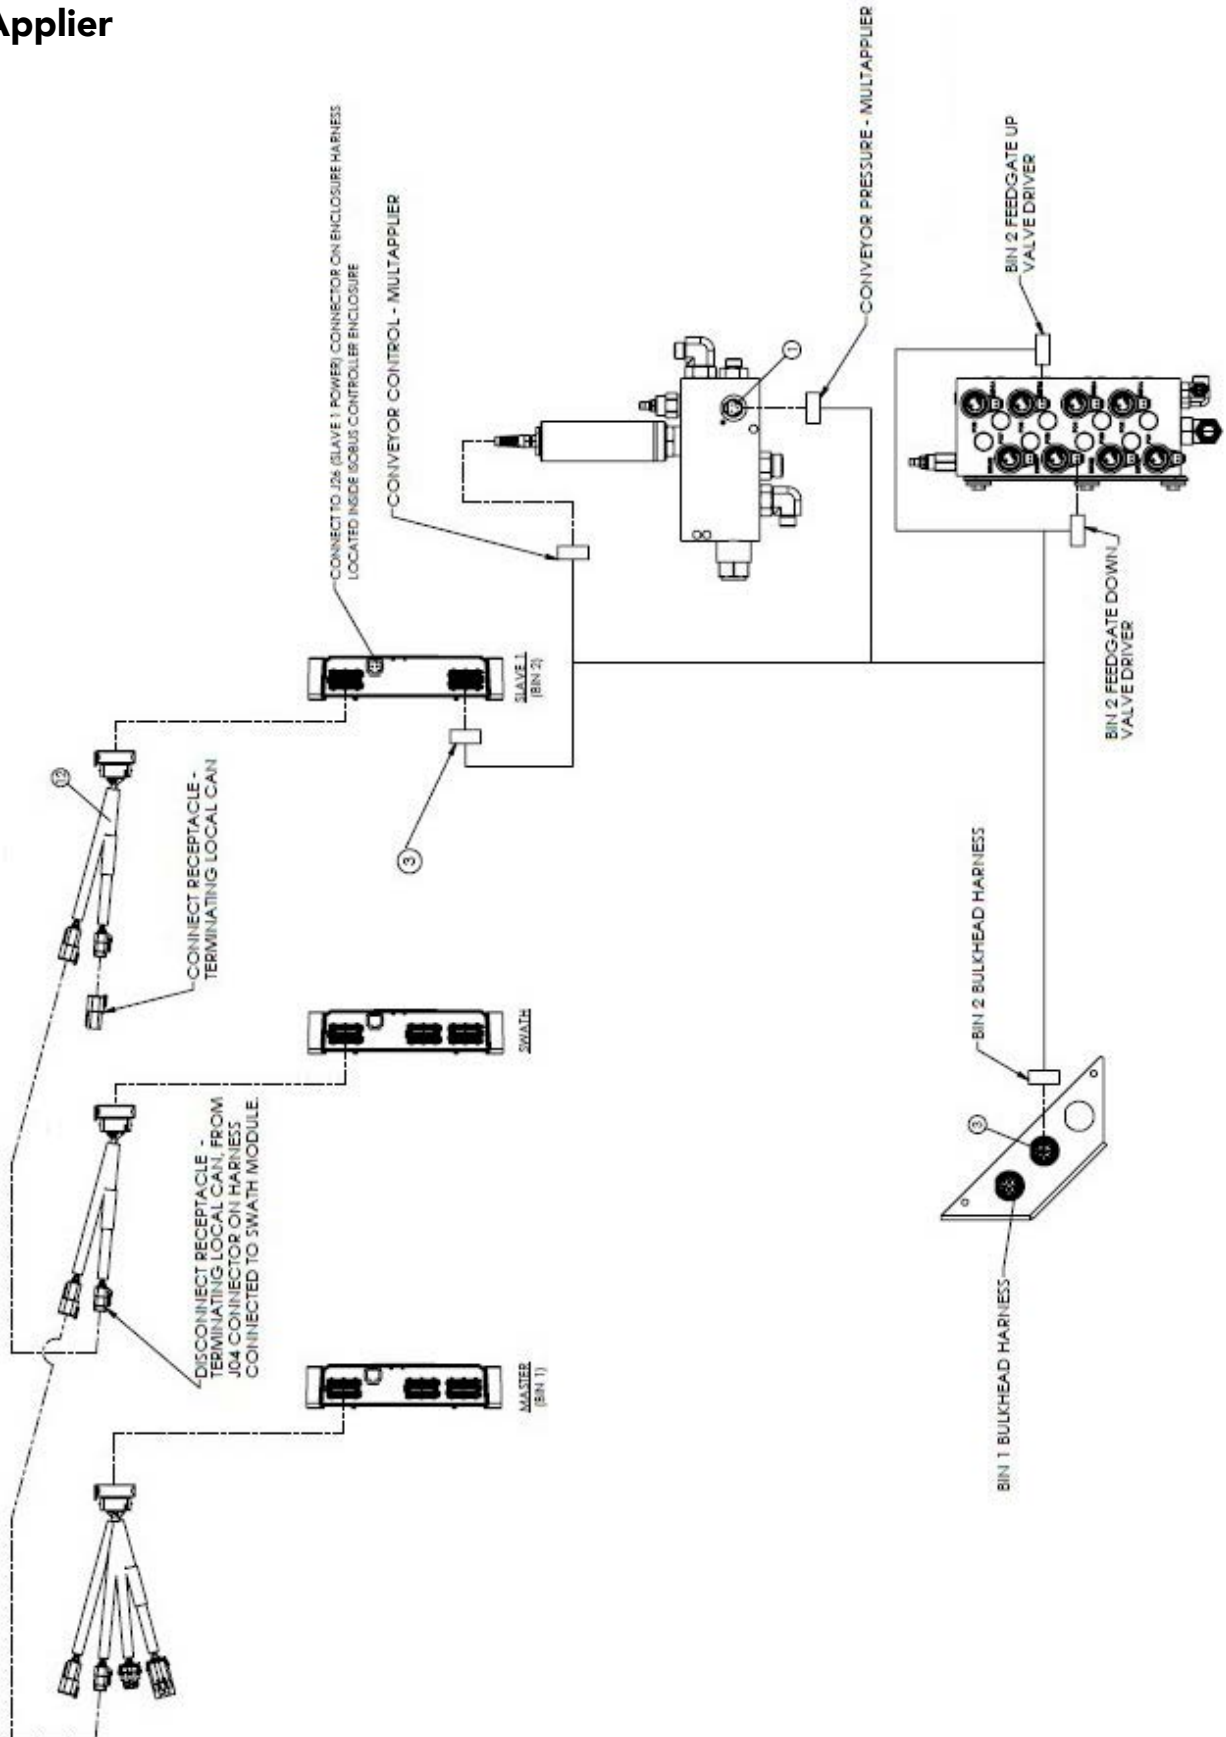 Applier
CONNECT TO J26 (SLAVE 1 POWER) CONNECTOR ON ENCLOSURE HARNESS
LOCATED INSIDE ISOBUS CONTROLLER ENCLOSURE
CONVEYOR CONTROL - MULTAPPLIER
CONVEYOR PRESSURE - MULTAPPLIER
BIN 2 FEEDGATE UP
VALVE DRIVER
1
SLAVE 1
(BIN 2)
12
CONNECT RECEPTACLE -
TERMINATING LOCAL CAN
3
BIN 2 FEEDGATE DOWN
VALVE DRIVER
SWATH
BIN 2 BULKHEAD HARNESS
3
DISCONNECT RECEPTACLE -
TERMINATING LOCAL CAN, FROM
J04 CONNECTOR ON HARNESS
CONNECTED TO SWATH MODULE.
MASTER
(BIN 1)
BIN 1 BULKHEAD HARNESS